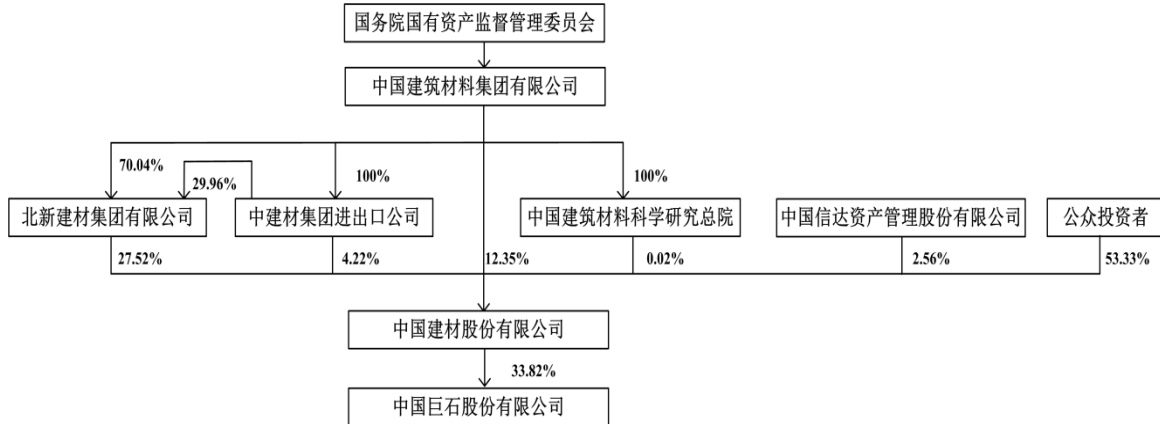 国务院国有资产监督管理委员会
中国建筑材料集团有限公司
70.04%
29.96%
100%
100%
北新建材集团有限公司
中建材集团进出口公司
中国建筑材料科学研究总院
中国信达资产管理股份有限公司
公众投资者
27.52%
4.22%
12.35%
0.02%
2.56%
53.33%
中国建材股份有限公司
33.82%
中国巨石股份有限公司